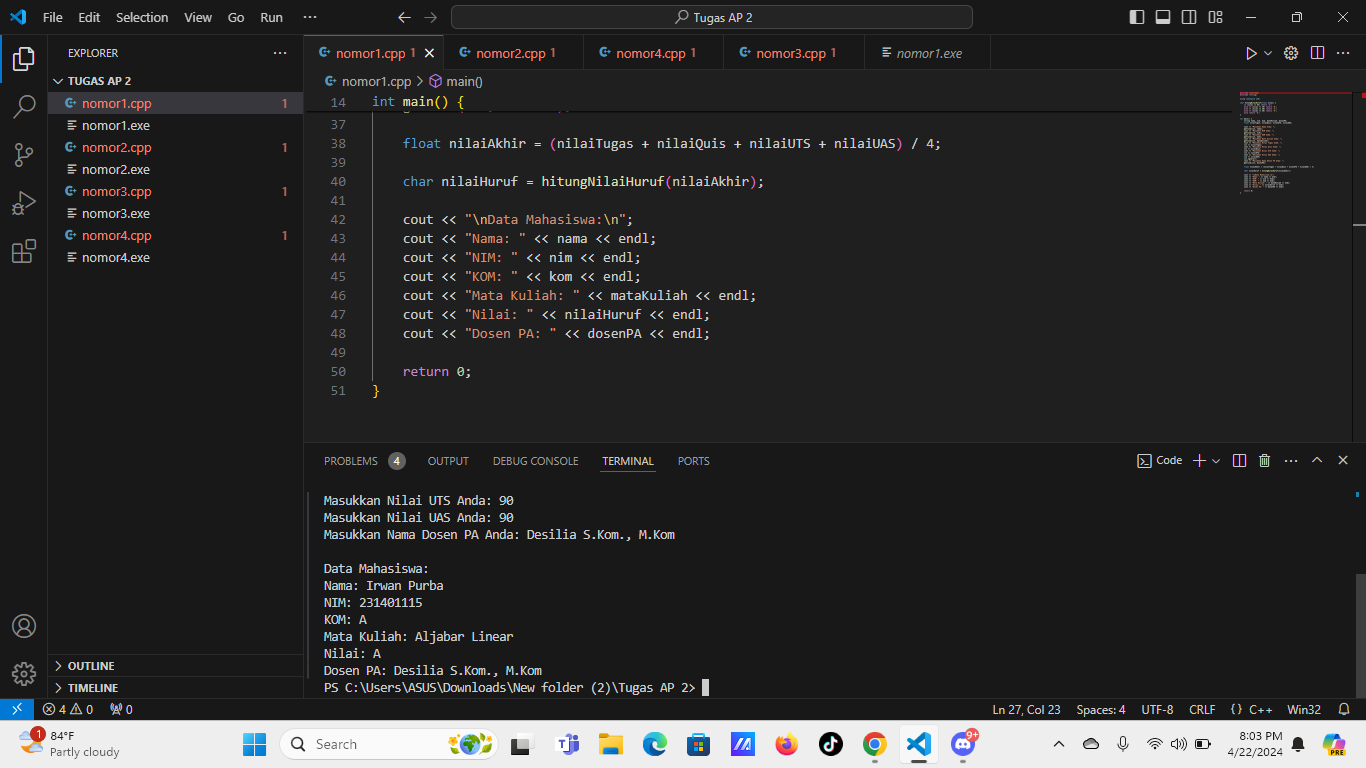 File Edit Selection View Go Run ··· Tugas AP 2
EXPLORER ···
TUGAS AP 2
nomor1.cpp 1
nomor1.exe
nomor2.cpp 1
nomor2.exe
nomor3.cpp 1
nomor3.exe
nomor4.cpp 1
nomor4.exe
OUTLINE
TIMELINE
nomor1.cpp 1 nomor2.cpp 1 nomor4.cpp 1 nomor3.cpp 1 nomor1.exe
nomor1.cpp > main()
14 int main() {
37
38 float nilaiAkhir = (nilaiTugas + nilaiQuis + nilaiUTS + nilaiUAS) / 4;
39
40 char nilaiHuruf = hitungNilaiHuruf(nilaiAkhir);
41
42 cout << "\nData Mahasiswa:\n";
43 cout << "Nama: " << nama << endl;
44 cout << "NIM: " << nim << endl;
45 cout << "KOM: " << kom << endl;
46 cout << "Mata Kuliah: " << mataKuliah << endl;
47 cout << "Nilai: " << nilaiHuruf << endl;
48 cout << "Dosen PA: " << dosenPA << endl;
49
50 return 0;
51 }
PROBLEMS 4 OUTPUT DEBUG CONSOLE TERMINAL PORTS Code
Masukkan Nilai UTS Anda: 90
Masukkan Nilai UAS Anda: 90
Masukkan Nama Dosen PA Anda: Desilia S.Kom., M.Kom
Data Mahasiswa:
Nama: Irwan Purba
NIM: 231401115
KOM: A
Mata Kuliah: Aljabar Linear
Nilai: A
Dosen PA: Desilia S.Kom., M.Kom
PS C:\Users\ASUS\Downloads\New folder (2)\Tugas AP 2>
4 0 0 Ln 27, Col 23 Spaces: 4 UTF-8 CRLF {} C++ Win32
1 84°F
Partly cloudy
Search
9+
PRE
8:03 PM
4/22/2024